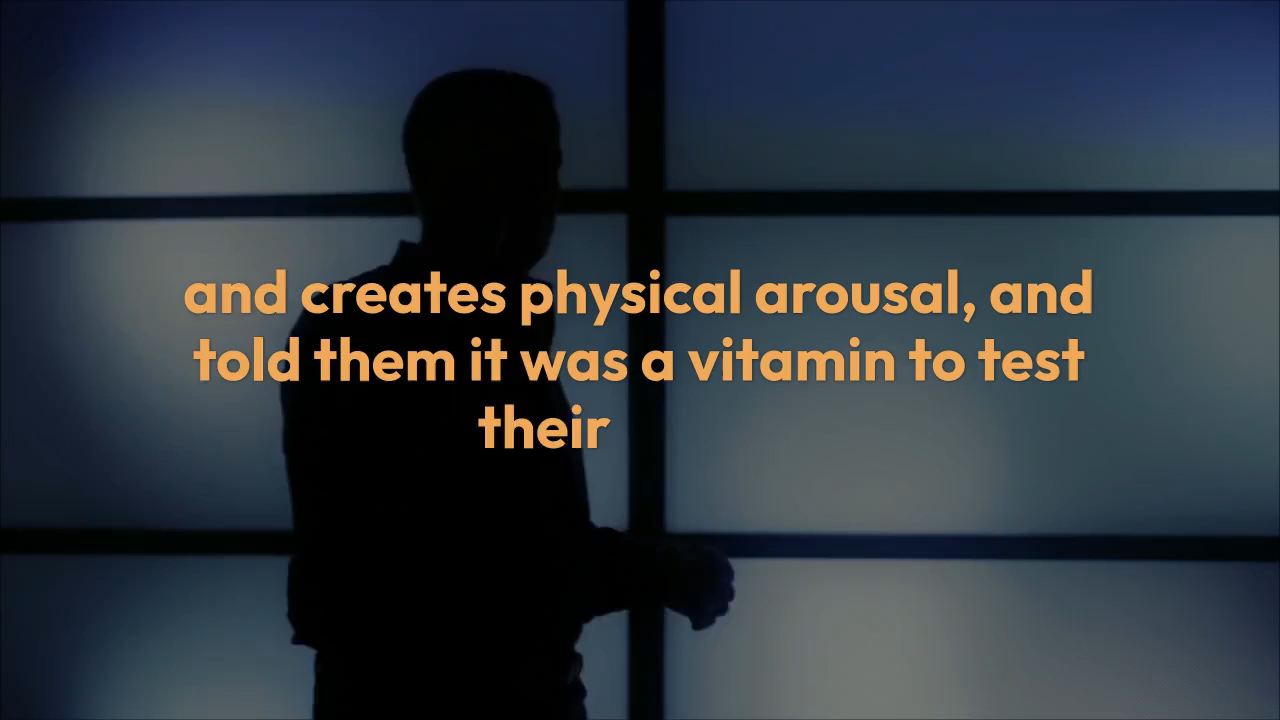 and creates physical arousal, and
told them it was a vitamin to test
their